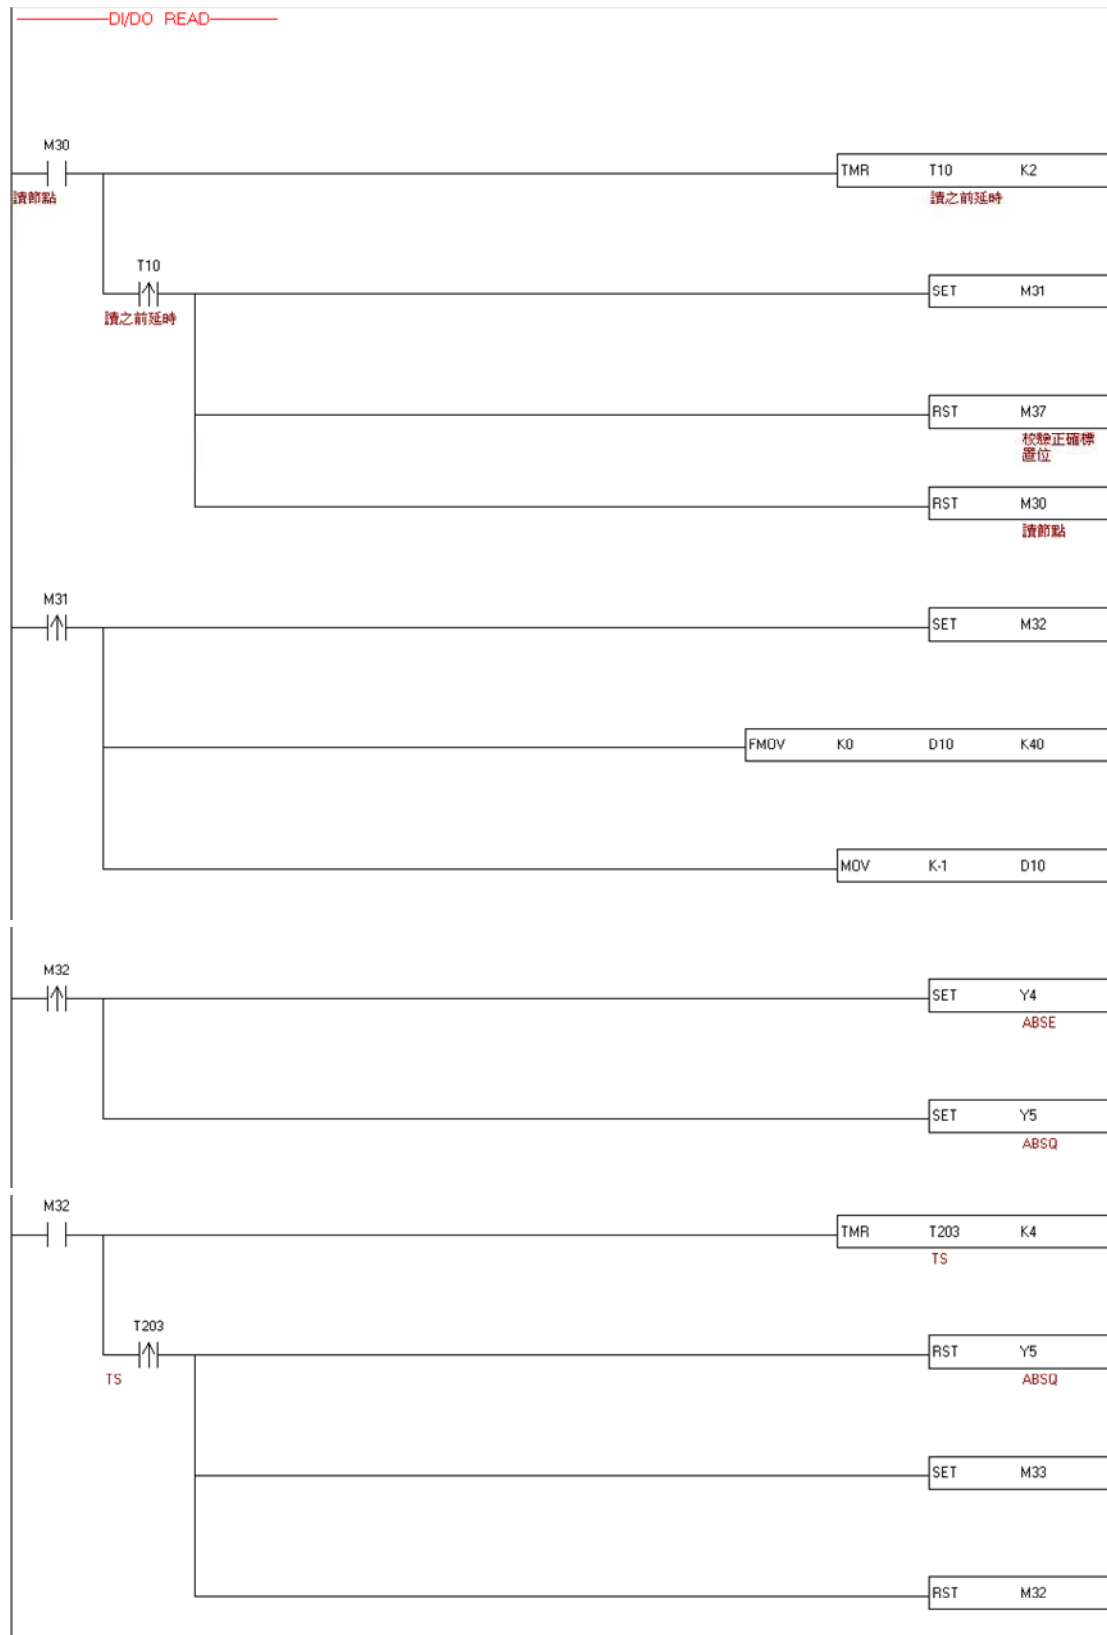 DI/DO READ
M30
讀節點
TMR T10 K2
讀之前延時
T10
讀之前延時
SET M31
RST M37
校驗正確標
置位
RST M30
讀節點
M31
SET M32
FMOV K0 D10 K40
MOV K-1 D10
M32
SET Y4
ABSE
SET Y5
ABSQ
M32
TMR T203 K4
TS
T203
TS
RST Y5
ABSQ
SET M33
RST M32